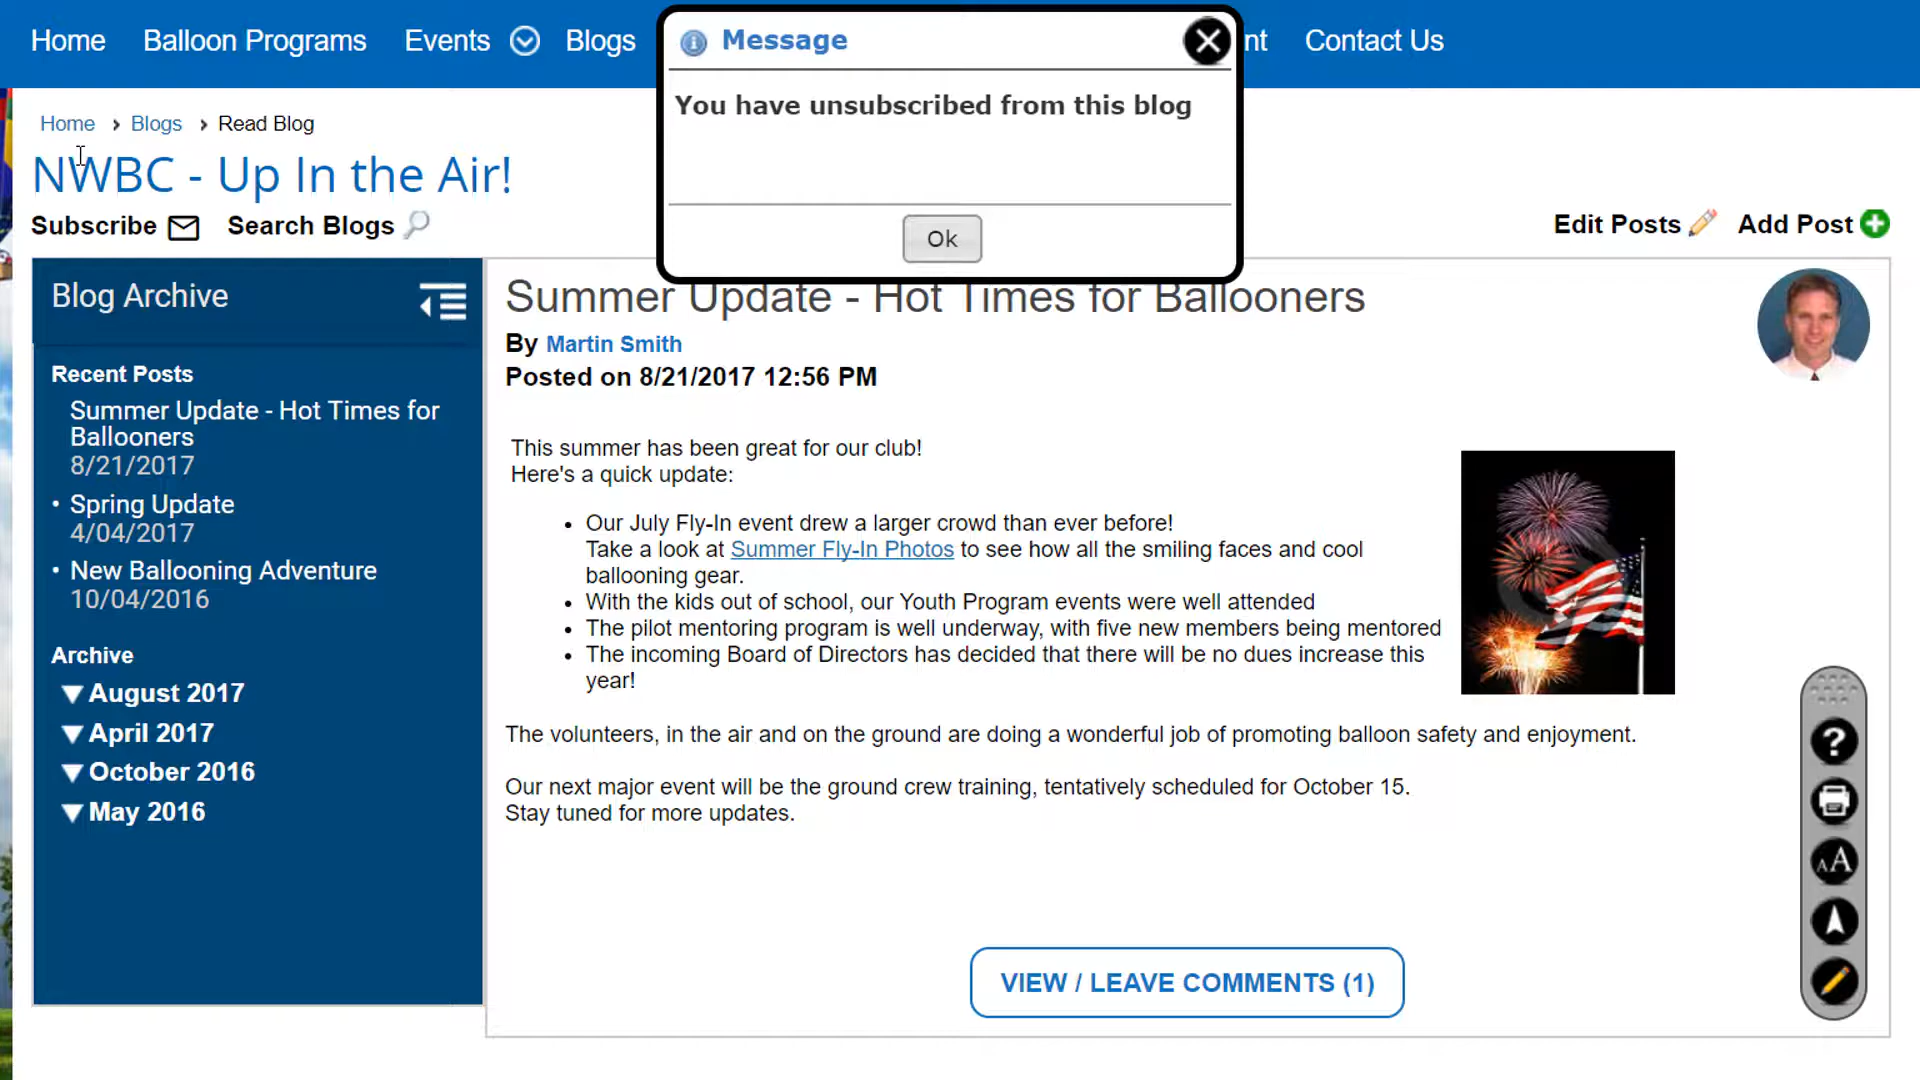 Home Balloon Programs Events Blogs nt Contact Us
Message
You have unsubscribed from this blog
Ok
Home › Blogs › Read Blog
NWBC - Up In the Air!
Subscribe Search Blogs Edit Posts Add Post
Blog Archive
Recent Posts
Summer Update - Hot Times for
Ballooners
8/21/2017
• Spring Update
4/04/2017
• New Ballooning Adventure
10/04/2016
Archive
August 2017
April 2017
October 2016
May 2016
Summer Update - Hot Times for Ballooners
By Martin Smith
Posted on 8/21/2017 12:56 PM
This summer has been great for our club!
Here's a quick update:
• Our July Fly-In event drew a larger crowd than ever before!
Take a look at Summer Fly-In Photos to see how all the smiling faces and cool
ballooning gear.
• With the kids out of school, our Youth Program events were well attended
• The pilot mentoring program is well underway, with five new members being mentored
• The incoming Board of Directors has decided that there will be no dues increase this
year!
The volunteers, in the air and on the ground are doing a wonderful job of promoting balloon safety and enjoyment.
Our next major event will be the ground crew training, tentatively scheduled for October 15.
Stay tuned for more updates.
VIEW / LEAVE COMMENTS (1)
?
AA